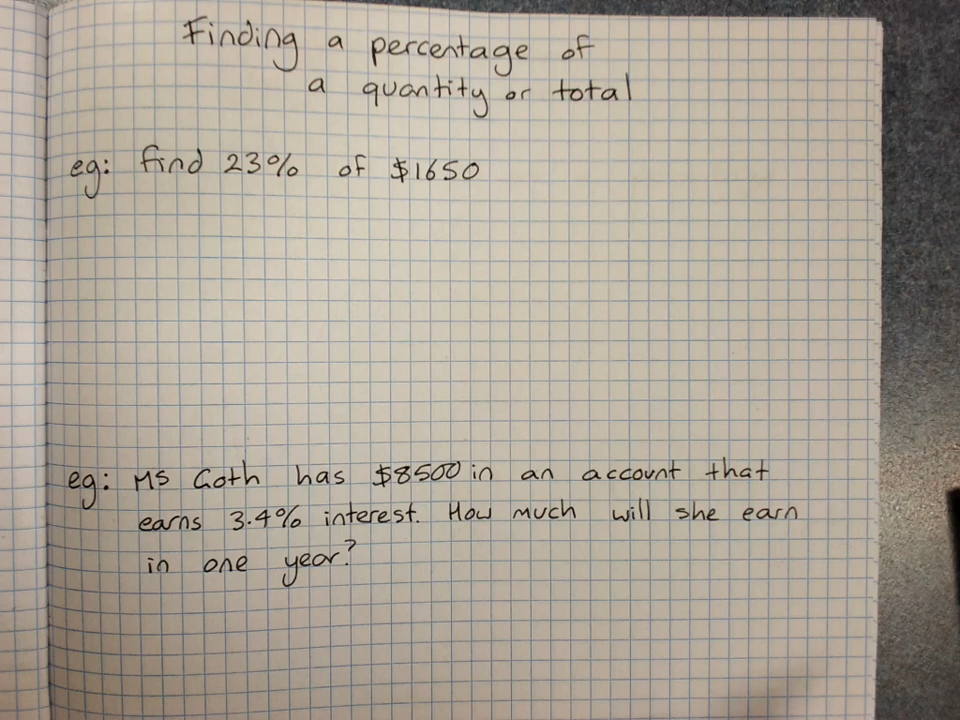 Finding a percentage of
a quantity or total
eg: find 23% of $1650
eg: Ms Goth has $8500 in an account that
earns 3.4% interest. How much will she earn
in one year?